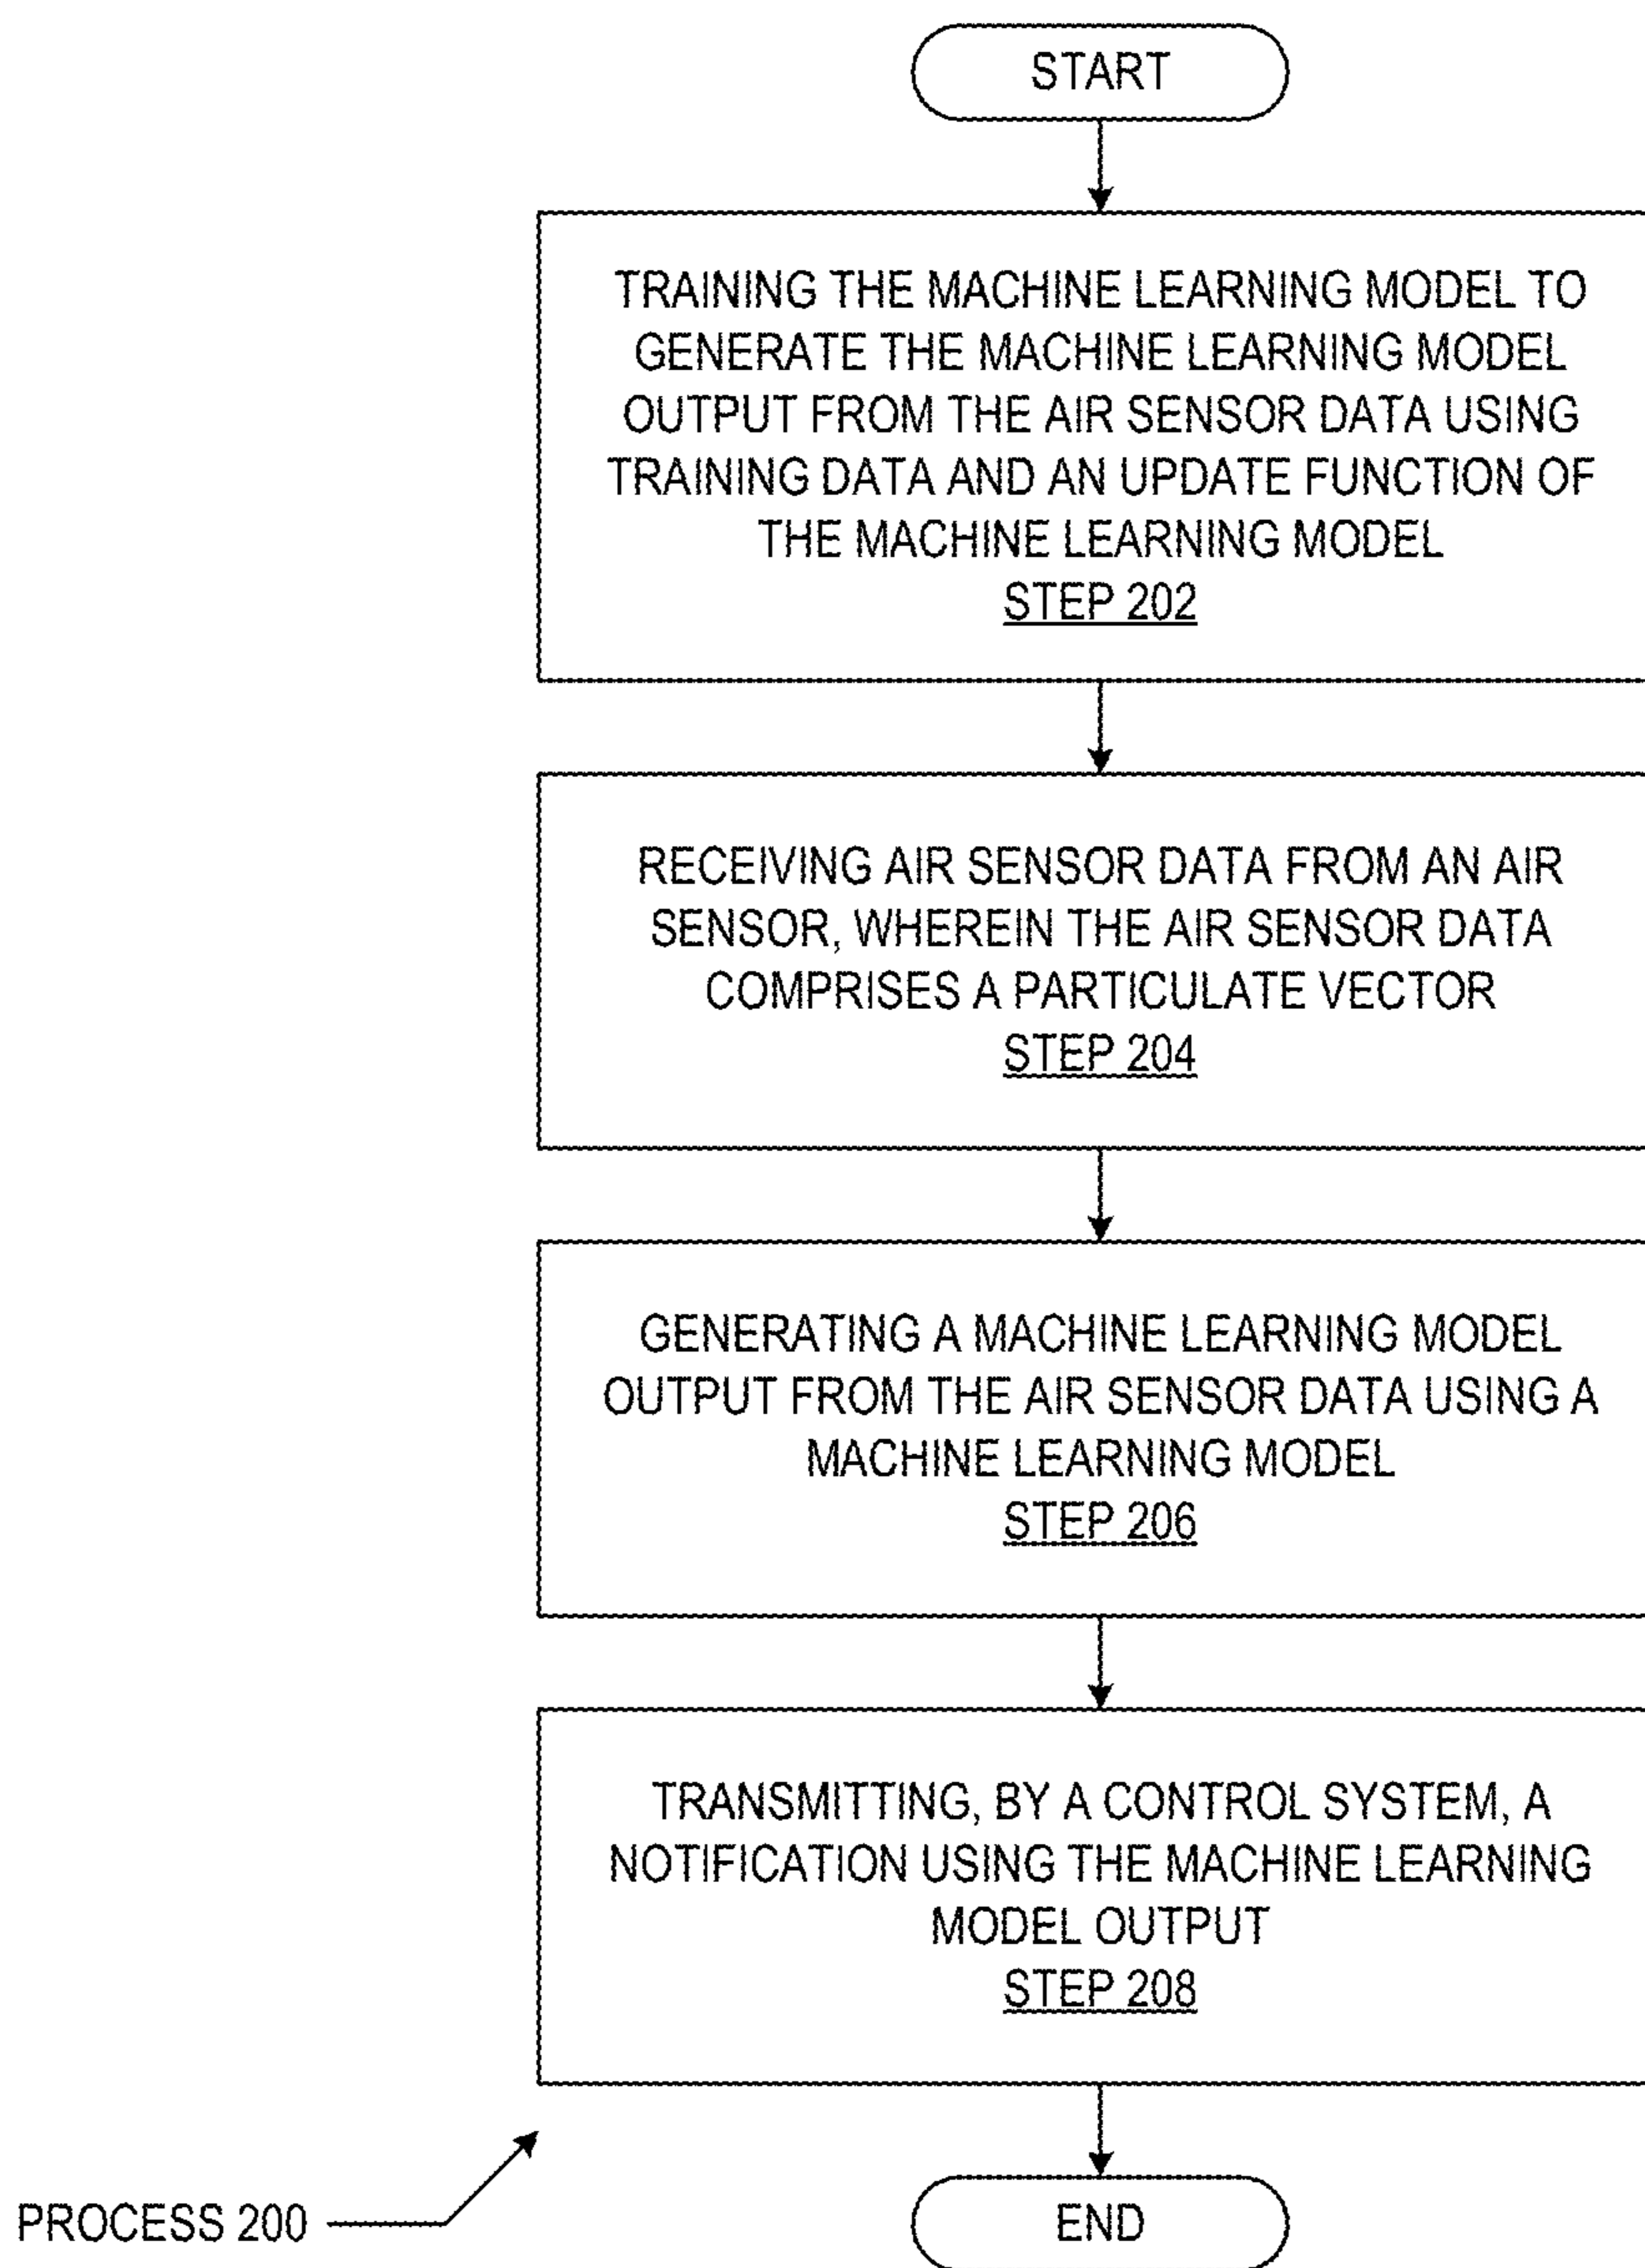 START
TRAINING THE MACHINE LEARNING MODEL TO
GENERATE THE MACHINE LEARNING MODEL
OUTPUT FROM THE AIR SENSOR DATA USING
TRAINING DATA AND AN UPDATE FUNCTION OF
THE MACHINE LEARNING MODEL
STEP 202
RECEIVING AIR SENSOR DATA FROM AN AIR
SENSOR, WHEREIN THE AIR SENSOR DATA
COMPRISES A PARTICULATE VECTOR
STEP 204
GENERATING A MACHINE LEARNING MODEL
OUTPUT FROM THE AIR SENSOR DATA USING A
MACHINE LEARNING MODEL
STEP 206
TRANSMITTING, BY A CONTROL SYSTEM, A
NOTIFICATION USING THE MACHINE LEARNING
MODEL OUTPUT
STEP 208
PROCESS 200
END